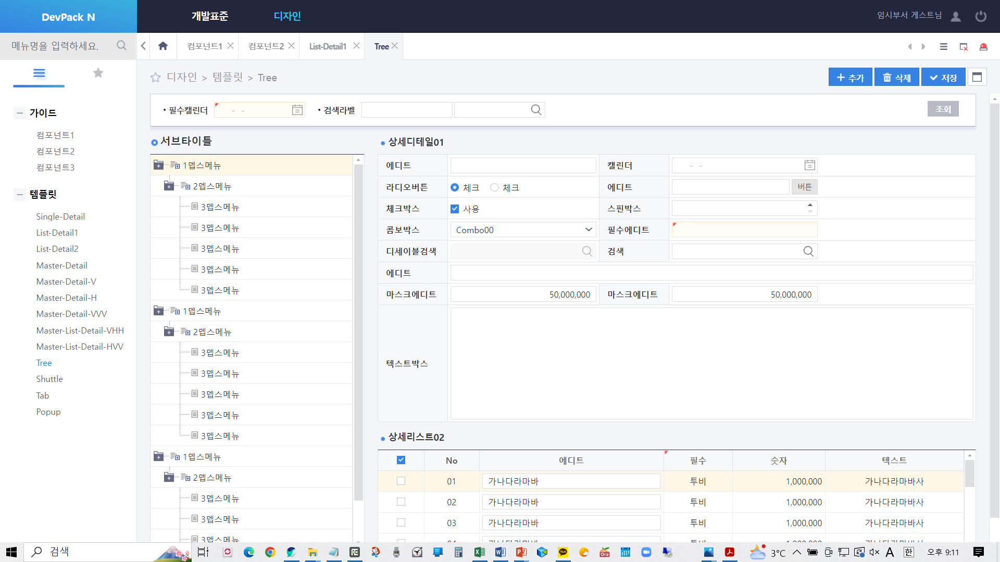 DevPack N
개발표준
디자인
임시부서 게스트님
메뉴명을 입력하세요.
컴포넌트1
컴포넌트2
List-Detail1
Tree
디자인 > 템플릿 > Tree
추가
삭제
저장
가이드
컴포넌트1
컴포넌트2
컴포넌트3
템플릿
Single-Detail
List-Detail1
List-Detail2
Master-Detail
Master-Detail-V
Master-Detail-H
Master-Detail-VVV
Master-List-Detail-VHH
Master-List-Detail-HVV
Tree
Shuttle
Tab
Popup
필수캘린더 - -
검색라벨
조회
서브타이틀
1뎁스메뉴
2뎁스메뉴
3뎁스메뉴
3뎁스메뉴
3뎁스메뉴
3뎁스메뉴
3뎁스메뉴
1뎁스메뉴
2뎁스메뉴
3뎁스메뉴
3뎁스메뉴
3뎁스메뉴
3뎁스메뉴
3뎁스메뉴
1뎁스메뉴
2뎁스메뉴
3뎁스메뉴
3뎁스메뉴
3뎁스메뉴
상세디테일01
에디트 캘린더 - -
라디오버튼 체크 체크 에디트 버튼
체크박스 사용 스핀박스
콤보박스 Combo00 필수에디트
디세이블검색 검색
에디트
마스크에디트 50,000,000 마스크에디트 50,000,000
텍스트박스
상세리스트02
No 에디트 필수 숫자 텍스트
01 가나다라마바 투비 1,000,000 가나다라마바사
02 가나다라마바 투비 1,000,000 가나다라마바사
03 가나다라마바 투비 1,000,000 가나다라마바사
검색
3°C
A
한
오후 9:11